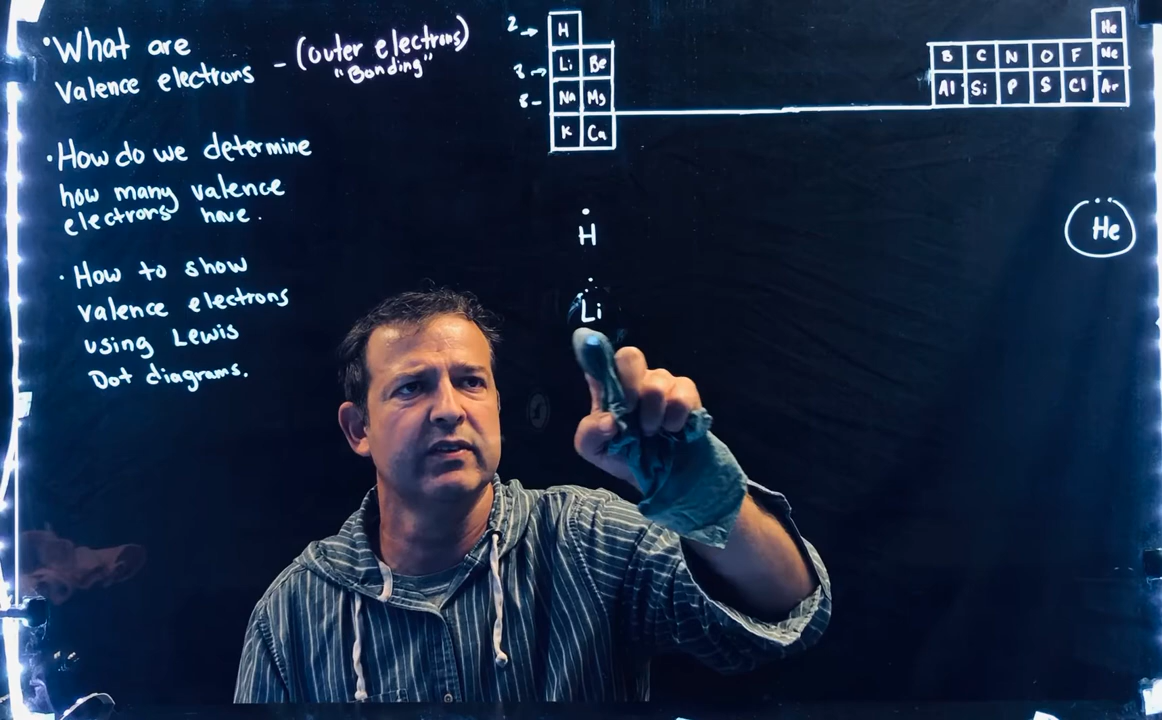 ·What are
Valence electrons - (outer electrons)
"Bonding"
·How do we determine
how many valence
electrons have.
·How to show
valence electrons
using Lewis
Dot diagrams.
2→ H He
8→ Li Be B C N O F Ne
8- Na Mg Al Si P S Cl Ar
K Ca
H
He
Li